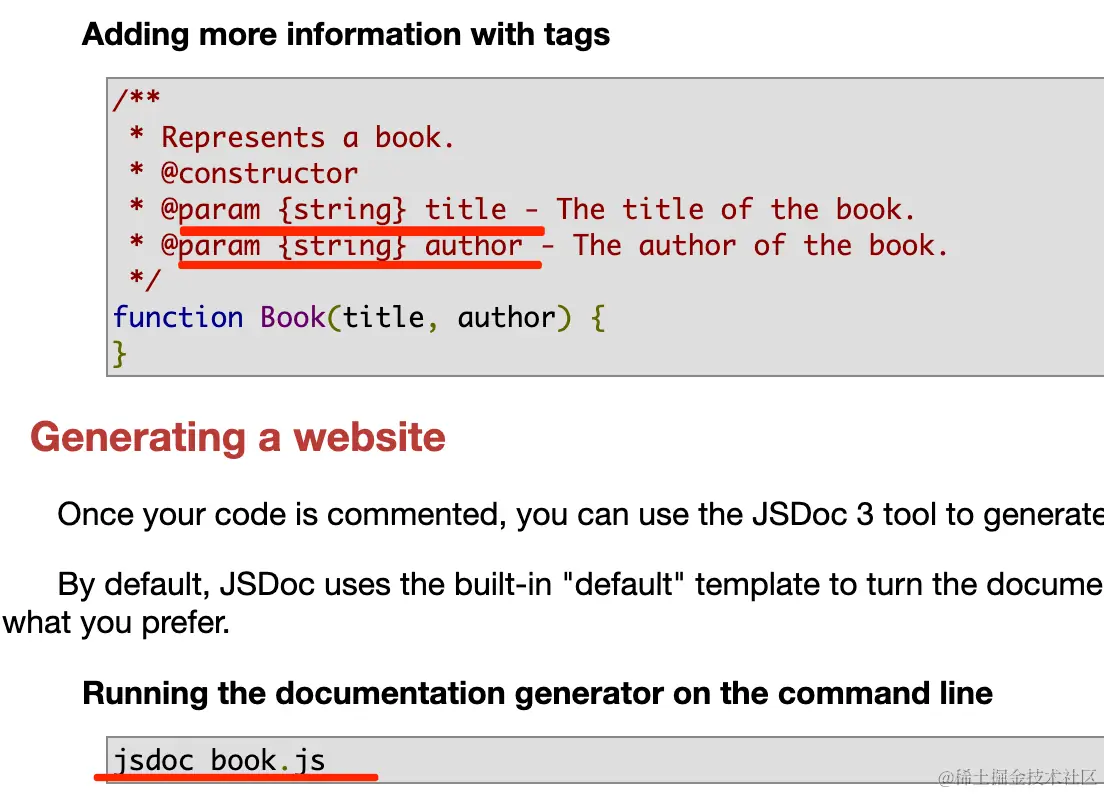 Adding more information with tags
/**
 * Represents a book.
 * @constructor
 * @param {string} title - The title of the book.
 * @param {string} author - The author of the book.
 */
function Book(title, author) {
}
Generating a website
Once your code is commented, you can use the JSDoc 3 tool to generate
By default, JSDoc uses the built-in "default" template to turn the docume
what you prefer.
Running the documentation generator on the command line
jsdoc book.js
@稀土掘金技术社区